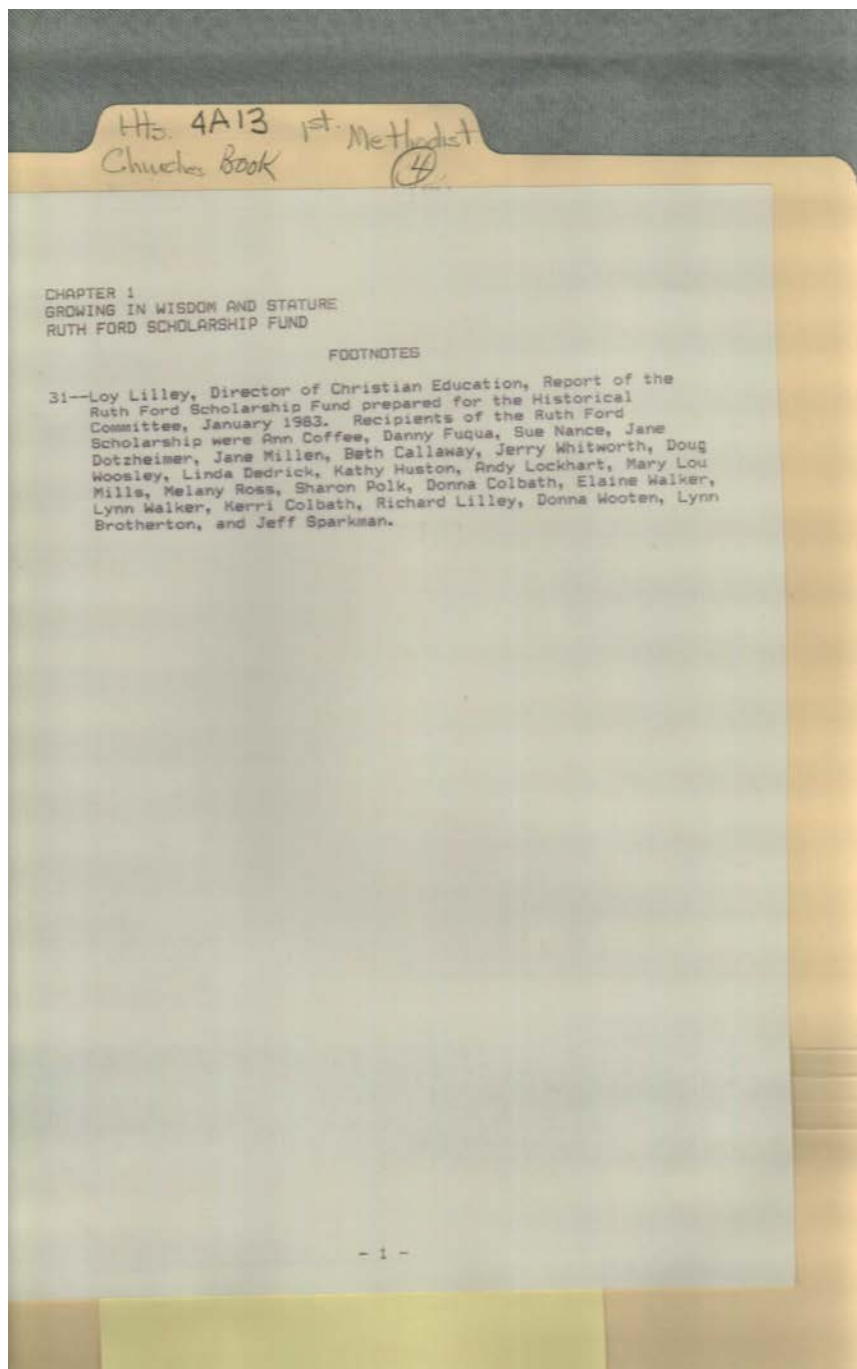 Hts. 4A13 1st. Methodist
Churches Book 4
CHAPTER 1
GROWING IN WISDOM AND STATURE
RUTH FORD SCHOLARSHIP FUND
FOOTNOTES
31--Loy Lilley, Director of Christian Education, Report of the
Ruth Ford Scholarship Fund prepared for the Historical
Committee, January 1983. Recipients of the Ruth Ford
Scholarship were Ann Coffee, Danny Fuqua, Sue Nance, Jane
Dotzheimer, Jane Millen, Beth Callaway, Jerry Whitworth, Doug
Woosley, Linda Dedrick, Kathy Huston, Andy Lockhart, Mary Lou
Mills, Melany Ross, Sharon Polk, Donna Colbath, Elaine Walker,
Lynn Walker, Kerri Colbath, Richard Lilley, Donna Wooten, Lynn
Brotherton, and Jeff Sparkman.
- 1 -